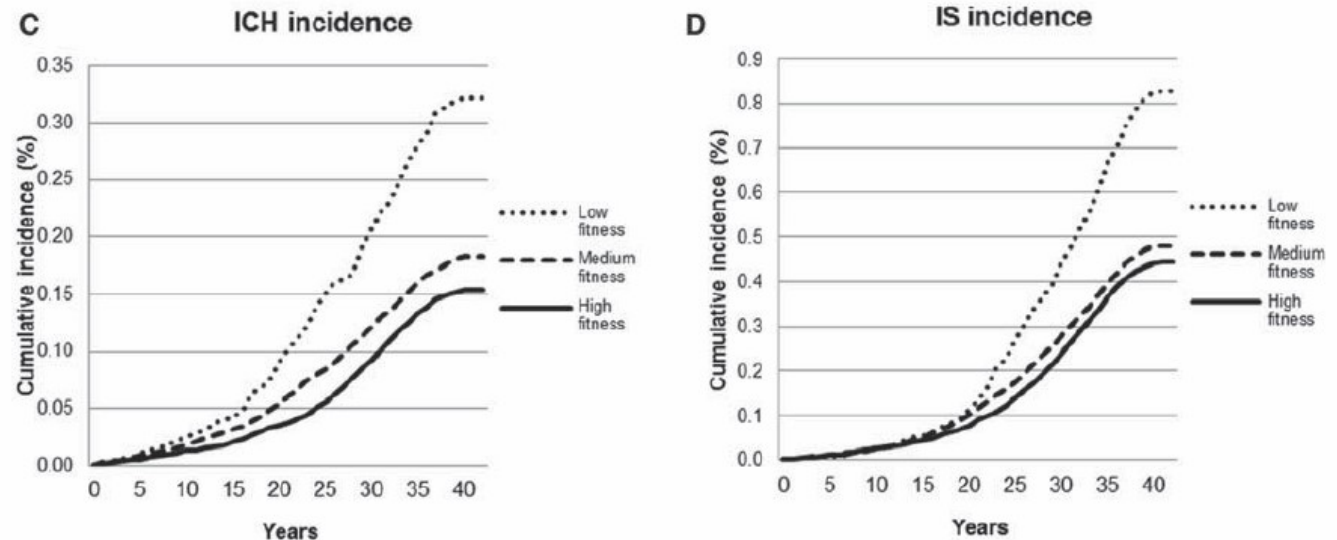 C
ICH incidence
Cumulative incidence (%)
0.35
0.30
0.25
0.20
0.15
0.10
0.05
0.00
0 5 10 15 20 25 30 35 40
Years
Low
fitness
Medium
fitness
High
fitness
D
IS incidence
Cumulative incidence (%)
0.9
0.8
0.7
0.6
0.5
0.4
0.3
0.2
0.1
0.0
0 5 10 15 20 25 30 35 40
Years
Low
fitness
Medium
fitness
High
fitness